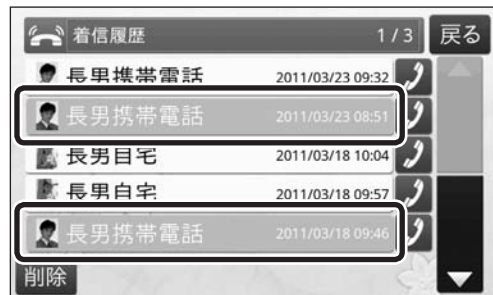 着信履歴 1 / 3 戻る
長男携帯電話 2011/03/23 09:32
長男携帯電話 2011/03/23 08:51
長男自宅 2011/03/18 10:04
長男自宅 2011/03/18 09:57
長男携帯電話 2011/03/18 09:46
削除